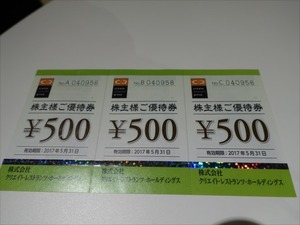 No.A 040958
株主様ご優待券
¥500
有効期間:2017年5月31日
株式会社
クリエイト・レストランツ・ホールディングス
No.B 040958
株主様ご優待券
¥500
有効期間:2017年5月31日
株式会社
クリエイト・レストランツ・ホールディングス
No.C 040958
株主様ご優待券
¥500
有効期間:2017年5月31日
株式会社
クリエイト・レストランツ・ホールディングス